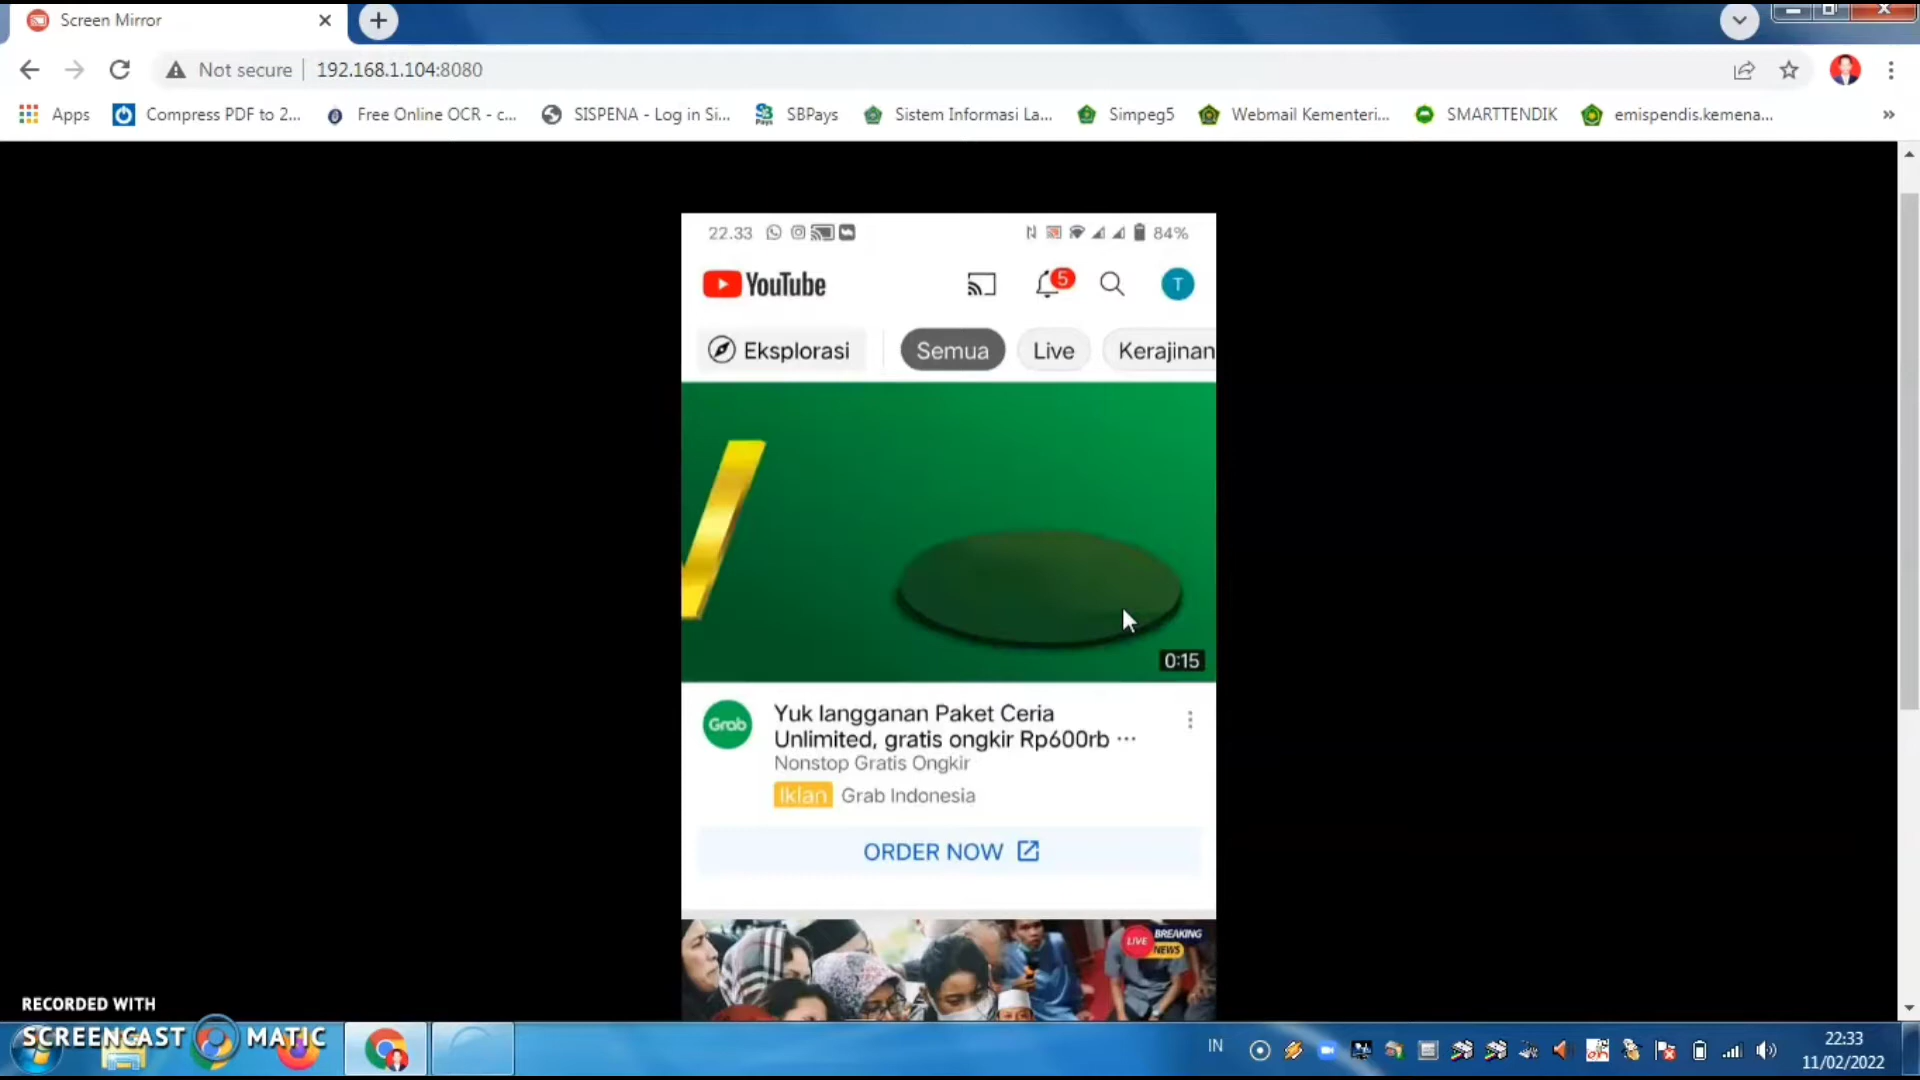 Screen Mirror
Not secure
192.168.1.104:8080
Apps
Compress PDF to 2...
Free Online OCR - c...
SISPENA - Log in Si...
SBPays
Sistem Informasi La...
Simpeg5
Webmail Kementeri...
SMARTTENDIK
emispendis.kemena...
22.33
84%
YouTube
5
T
Eksplorasi
Semua
Live
Kerajinan
0:15
Grab
Yuk langganan Paket Ceria
Unlimited, gratis ongkir Rp600rb ...
Nonstop Gratis Ongkir
Iklan Grab Indonesia
ORDER NOW
LIVE
BREAKING
NEWS
RECORDED WITH
SCREENCAST MATIC
IN
22:33
11/02/2022